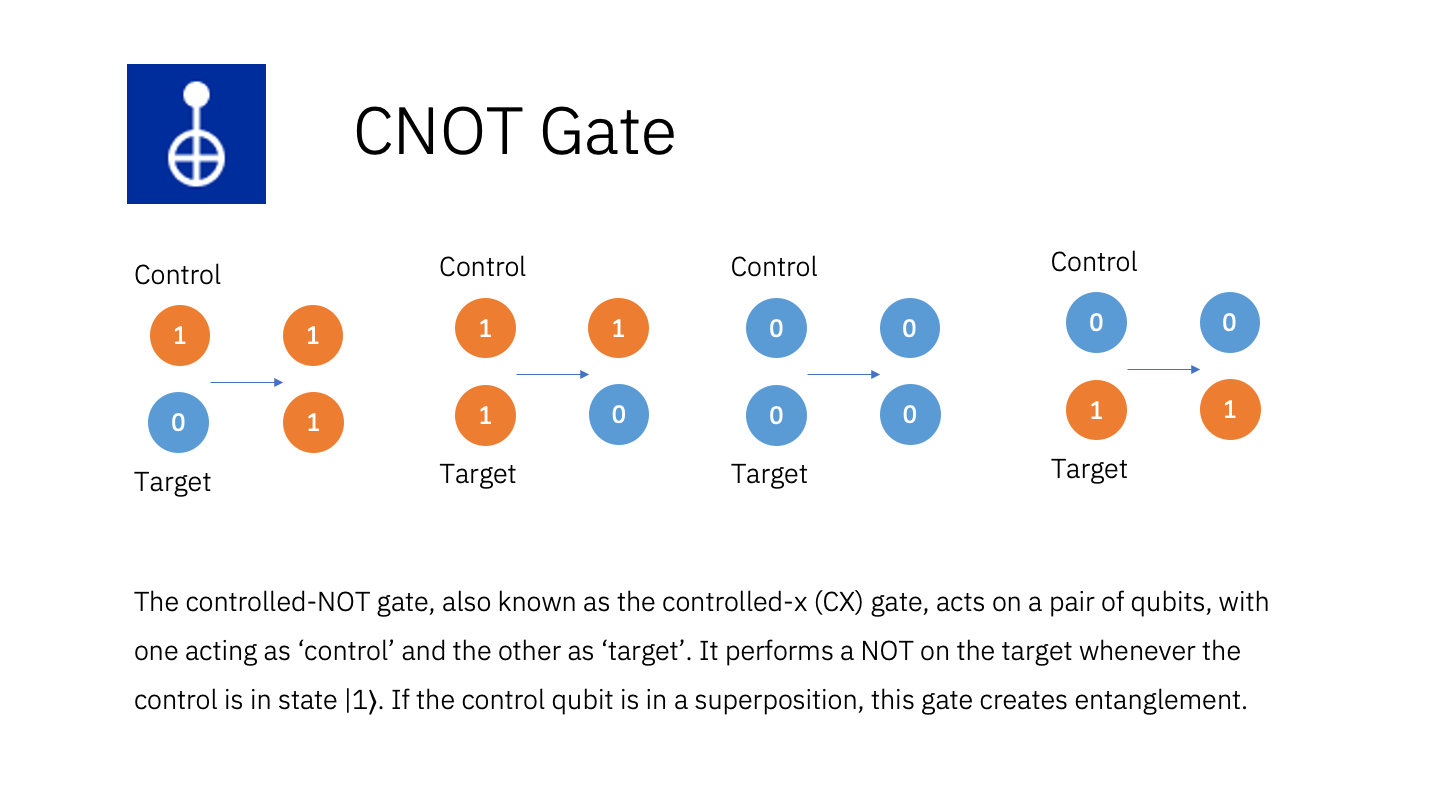 CNOT Gate
Control
1 1
0 1
Target
Control
1 1
1 0
Target
Control
0 0
0 0
Target
Control
0 0
1 1
Target
The controlled-NOT gate, also known as the controlled-x (CX) gate, acts on a pair of qubits, with
one acting as ‘control’ and the other as ‘target’. It performs a NOT on the target whenever the
control is in state |1⟩. If the control qubit is in a superposition, this gate creates entanglement.